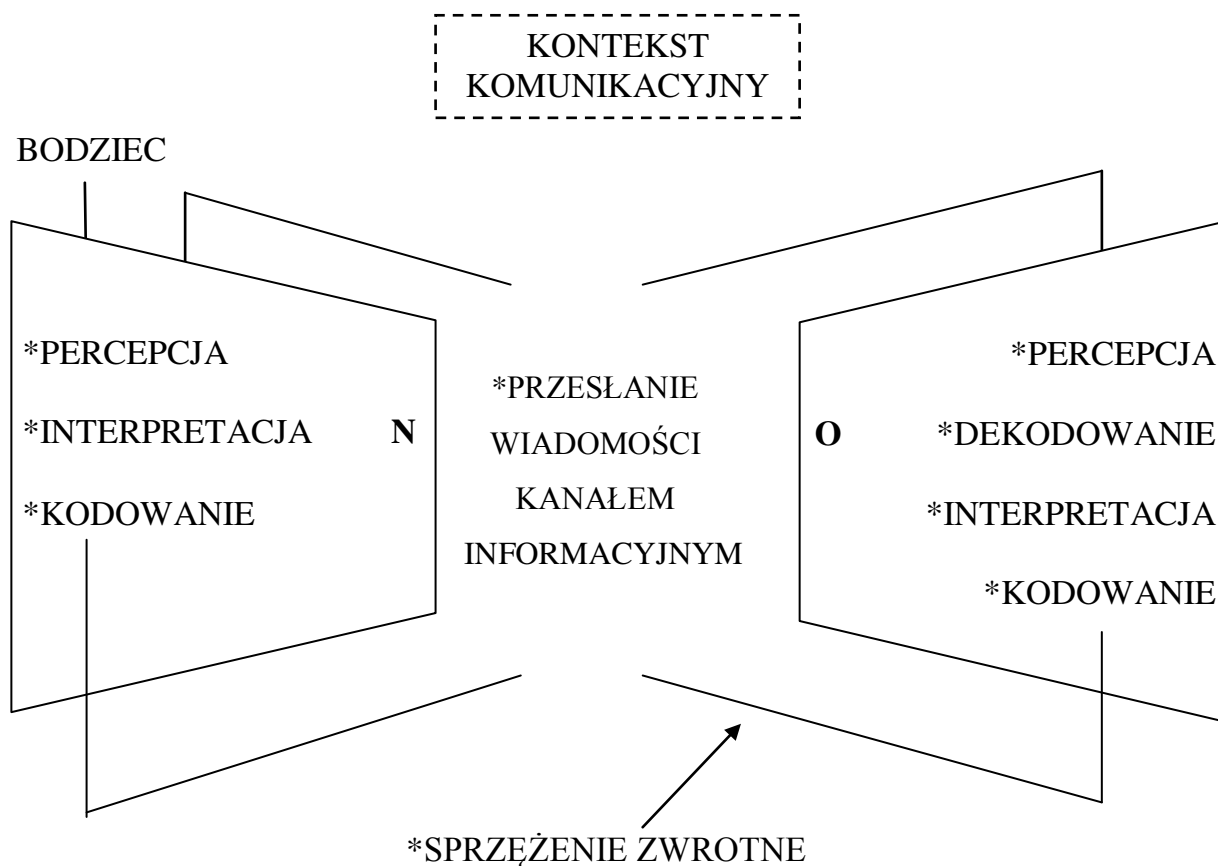 KONTEKST
KOMUNIKACYJNY
BODZIEC
*PERCEPCJA
*INTERPRETACJA N
*KODOWANIE
*PRZESŁANIE
WIADOMOŚCI
KANAŁEM
INFORMACYJNYM
*PERCEPCJA
O *DEKODOWANIE
*INTERPRETACJA
*KODOWANIE
*SPRZĘŻENIE ZWROTNE